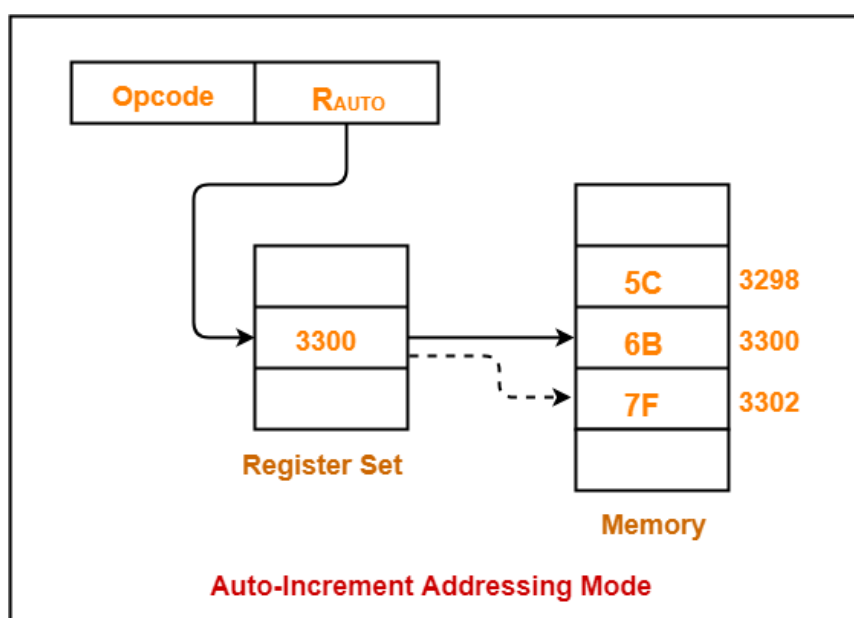 Opcode
RAUTO
5C 3298
3300
6B 3300
7F 3302
Register Set
Memory
Auto-Increment Addressing Mode